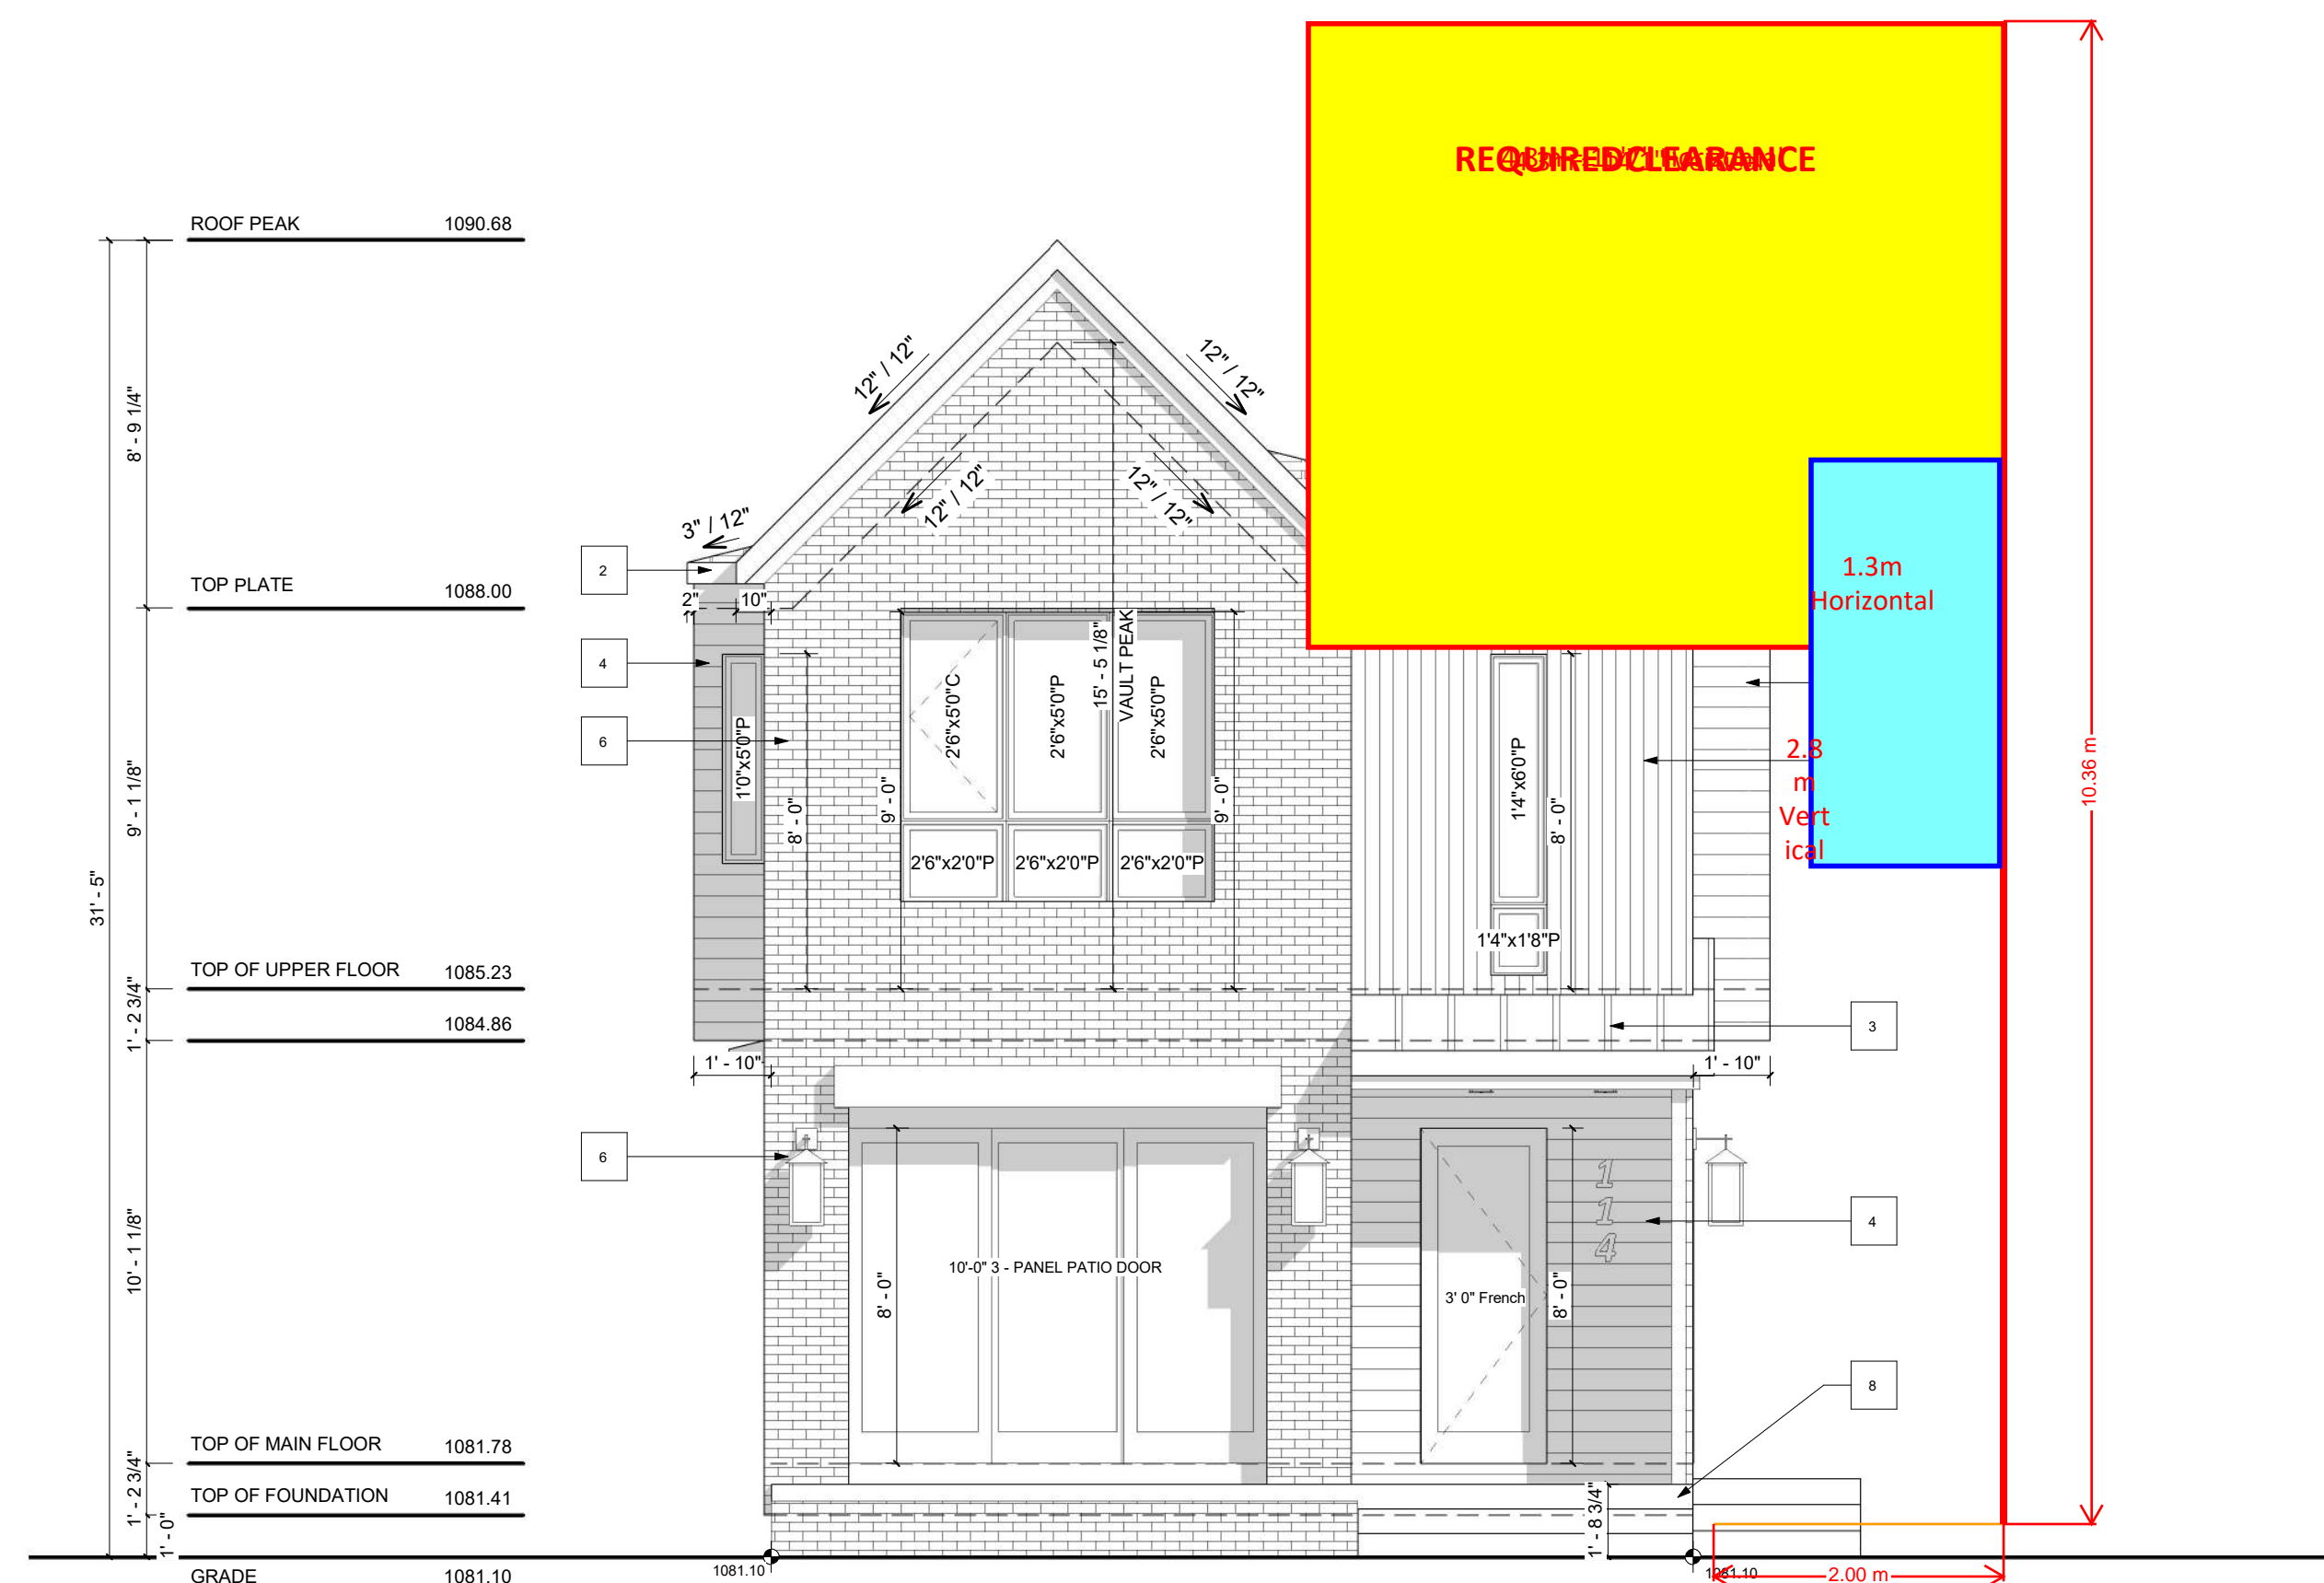 REQUIRED CLEARANCE
ROOF PEAK 1090.68
12" / 12"
12" / 12"
8' - 9 1/4"
12" / 12"
12" / 12"
3" / 12"
2
TOP PLATE 1088.00
2" 10"
1.3m
Horizontal
4
6
1'0"x5'0"P
8' - 0"
9' - 0"
2'6"x5'0"C
2'6"x5'0"P
15' - 5 1/8"
VAULT PEAK
2'6"x5'0"P
9' - 0"
1'4"x6'0"P
8' - 0"
2.8
m
Vert
ical
10.36 m
9' - 1 1/8"
2'6"x2'0"P 2'6"x2'0"P 2'6"x2'0"P
31' - 5"
1'4"x1'8"P
TOP OF UPPER FLOOR 1085.23
1' - 2 3/4"
1084.86
3
1' - 10"
1' - 10"
6
1
1
4
4
10' - 1 1/8"
10'-0" 3 - PANEL PATIO DOOR
8' - 0"
3' 0" French
8' - 0"
8
TOP OF MAIN FLOOR 1081.78
1' - 2 3/4"
TOP OF FOUNDATION 1081.41
1' - 0"
1' - 8 3/4"
GRADE 1081.10
1081.10
1081.10
2.00 m